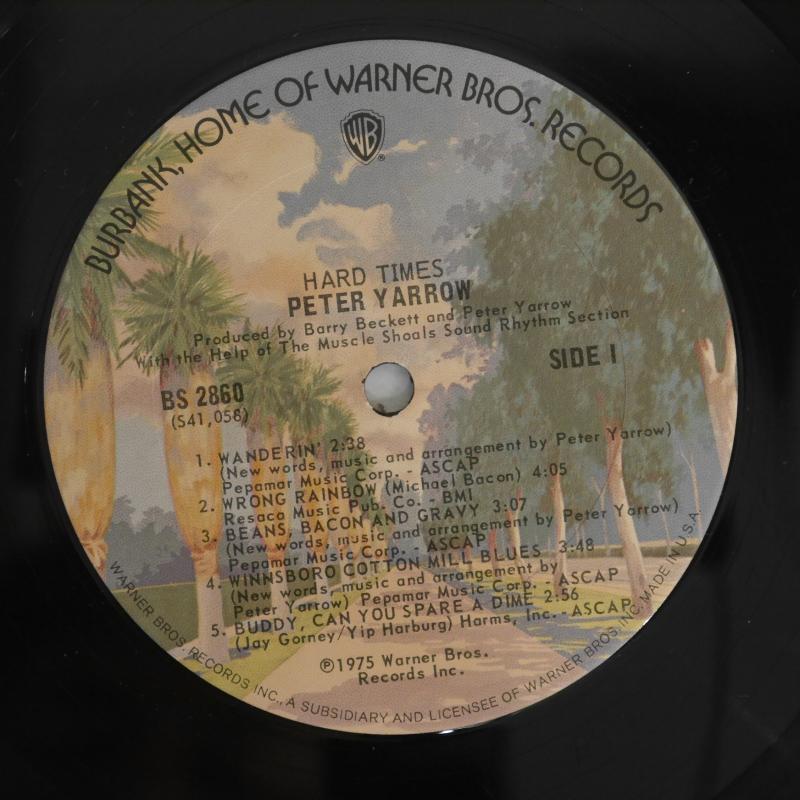 BURBANK, HOME OF WARNER BROS. RECORDS
WB
®
HARD TIMES
PETER YARROW
Produced by Barry Beckett and Peter Yarrow
With the Help of The Muscle Shoals Sound Rhythm Section
BS 2860
(S41,058)
SIDE I
1. WANDERIN' 2:38
(New words, music and arrangement by Peter Yarrow)
Pepamar Music Corp. - ASCAP
2. WRONG RAINBOW (Michael Bacon) 4:05
Resaca Music Pub. Co. - BMI
3. BEANS, BACON AND GRAVY 3:07
(New words, music and arrangement by Peter Yarrow)
Pepamar Music Corp. - ASCAP
4. WINNSBORO COTTON MILL BLUES 3:48
(New words, music and arrangement by
Peter Yarrow) Pepamar Music Corp. - ASCAP
5. BUDDY, CAN YOU SPARE A DIME 2:56
(Jay Gorney/Yip Harburg) Harms, Inc. - ASCAP
℗1975 Warner Bros.
Records Inc.
WARNER BROS. RECORDS INC., A SUBSIDIARY AND LICENSEE OF WARNER BROS. INC. MADE IN U.S.A.